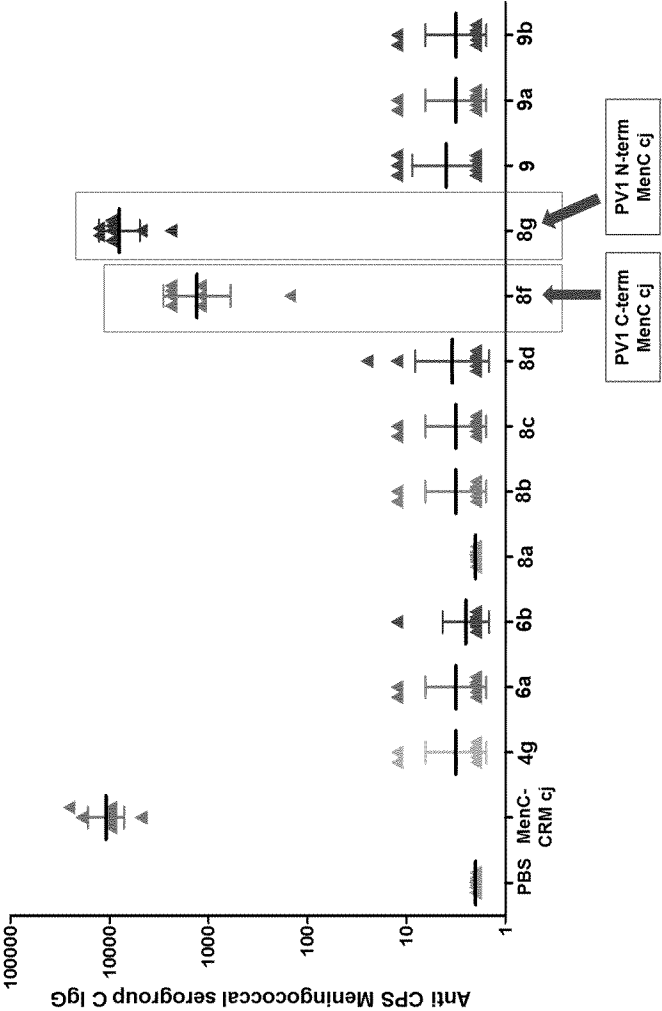 Anti CPS Meningococcal serogroup C IgG
100000
10000
1000
100
10
1
PBS
MenC-
CRM cj
4g
6a
6b
8a
8b
8c
8d
8f
8g
9
9a
9b
PV1 C-term
MenC cj
PV1 N-term
MenC cj